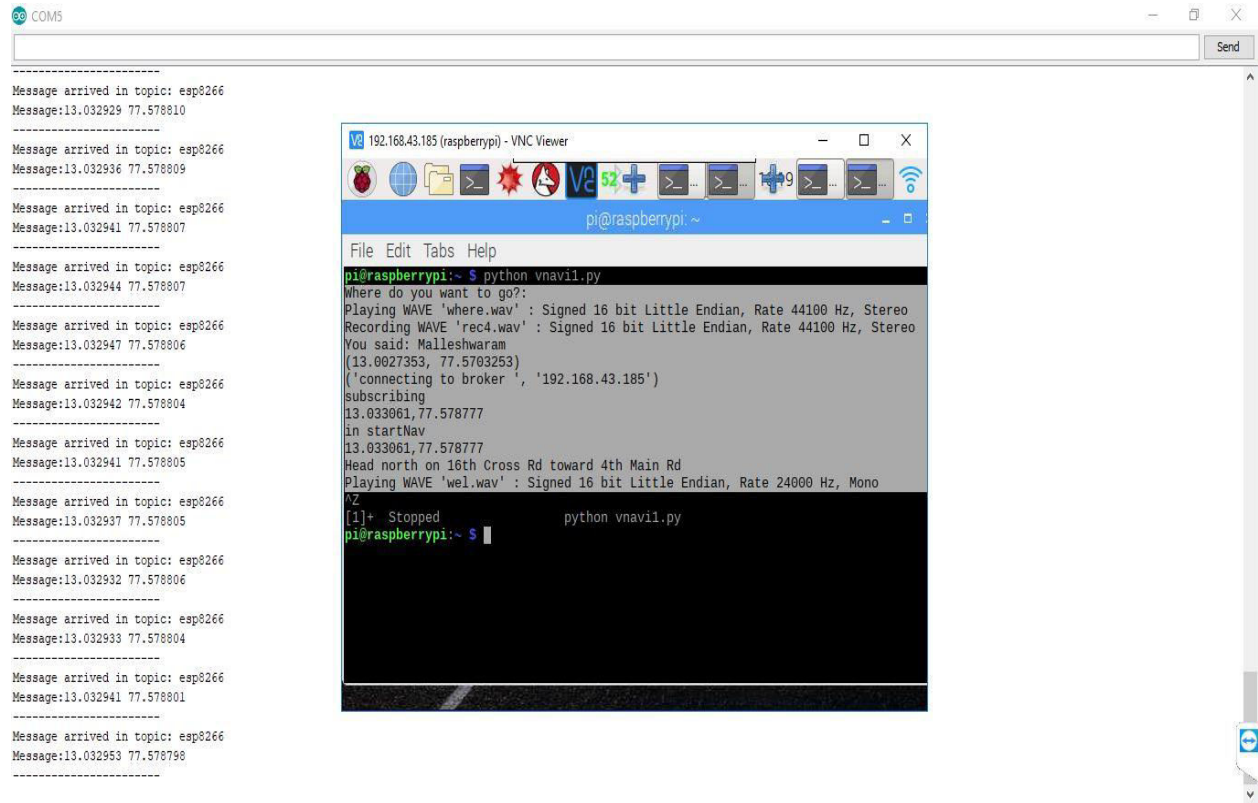 COM5
Send
------------------------
Message arrived in topic: esp8266
Message:13.032929 77.578810
------------------------
Message arrived in topic: esp8266
Message:13.032936 77.578809
------------------------
Message arrived in topic: esp8266
Message:13.032941 77.578807
------------------------
Message arrived in topic: esp8266
Message:13.032944 77.578807
------------------------
Message arrived in topic: esp8266
Message:13.032947 77.578806
------------------------
Message arrived in topic: esp8266
Message:13.032942 77.578804
------------------------
Message arrived in topic: esp8266
Message:13.032941 77.578805
------------------------
Message arrived in topic: esp8266
Message:13.032937 77.578805
------------------------
Message arrived in topic: esp8266
Message:13.032932 77.578806
------------------------
Message arrived in topic: esp8266
Message:13.032933 77.578804
------------------------
Message arrived in topic: esp8266
Message:13.032941 77.578801
------------------------
Message arrived in topic: esp8266
Message:13.032953 77.578798
------------------------
192.168.43.185 (raspberrypi) - VNC Viewer
52
pi@raspberrypi: ~
File Edit Tabs Help
pi@raspberrypi:~ $ python vnavi1.py
Where do you want to go?:
Playing WAVE 'where.wav' : Signed 16 bit Little Endian, Rate 44100 Hz, Stereo
Recording WAVE 'rec4.wav' : Signed 16 bit Little Endian, Rate 44100 Hz, Stereo
You said: Malleshwaram
(13.0027353, 77.5703253)
('connecting to broker ', '192.168.43.185')
subscribing
13.033061,77.578777
in startNav
13.033061,77.578777
Head north on 16th Cross Rd toward 4th Main Rd
Playing WAVE 'wel.wav' : Signed 16 bit Little Endian, Rate 24000 Hz, Mono
^Z
[1]+ Stopped python vnavi1.py
pi@raspberrypi:~ $